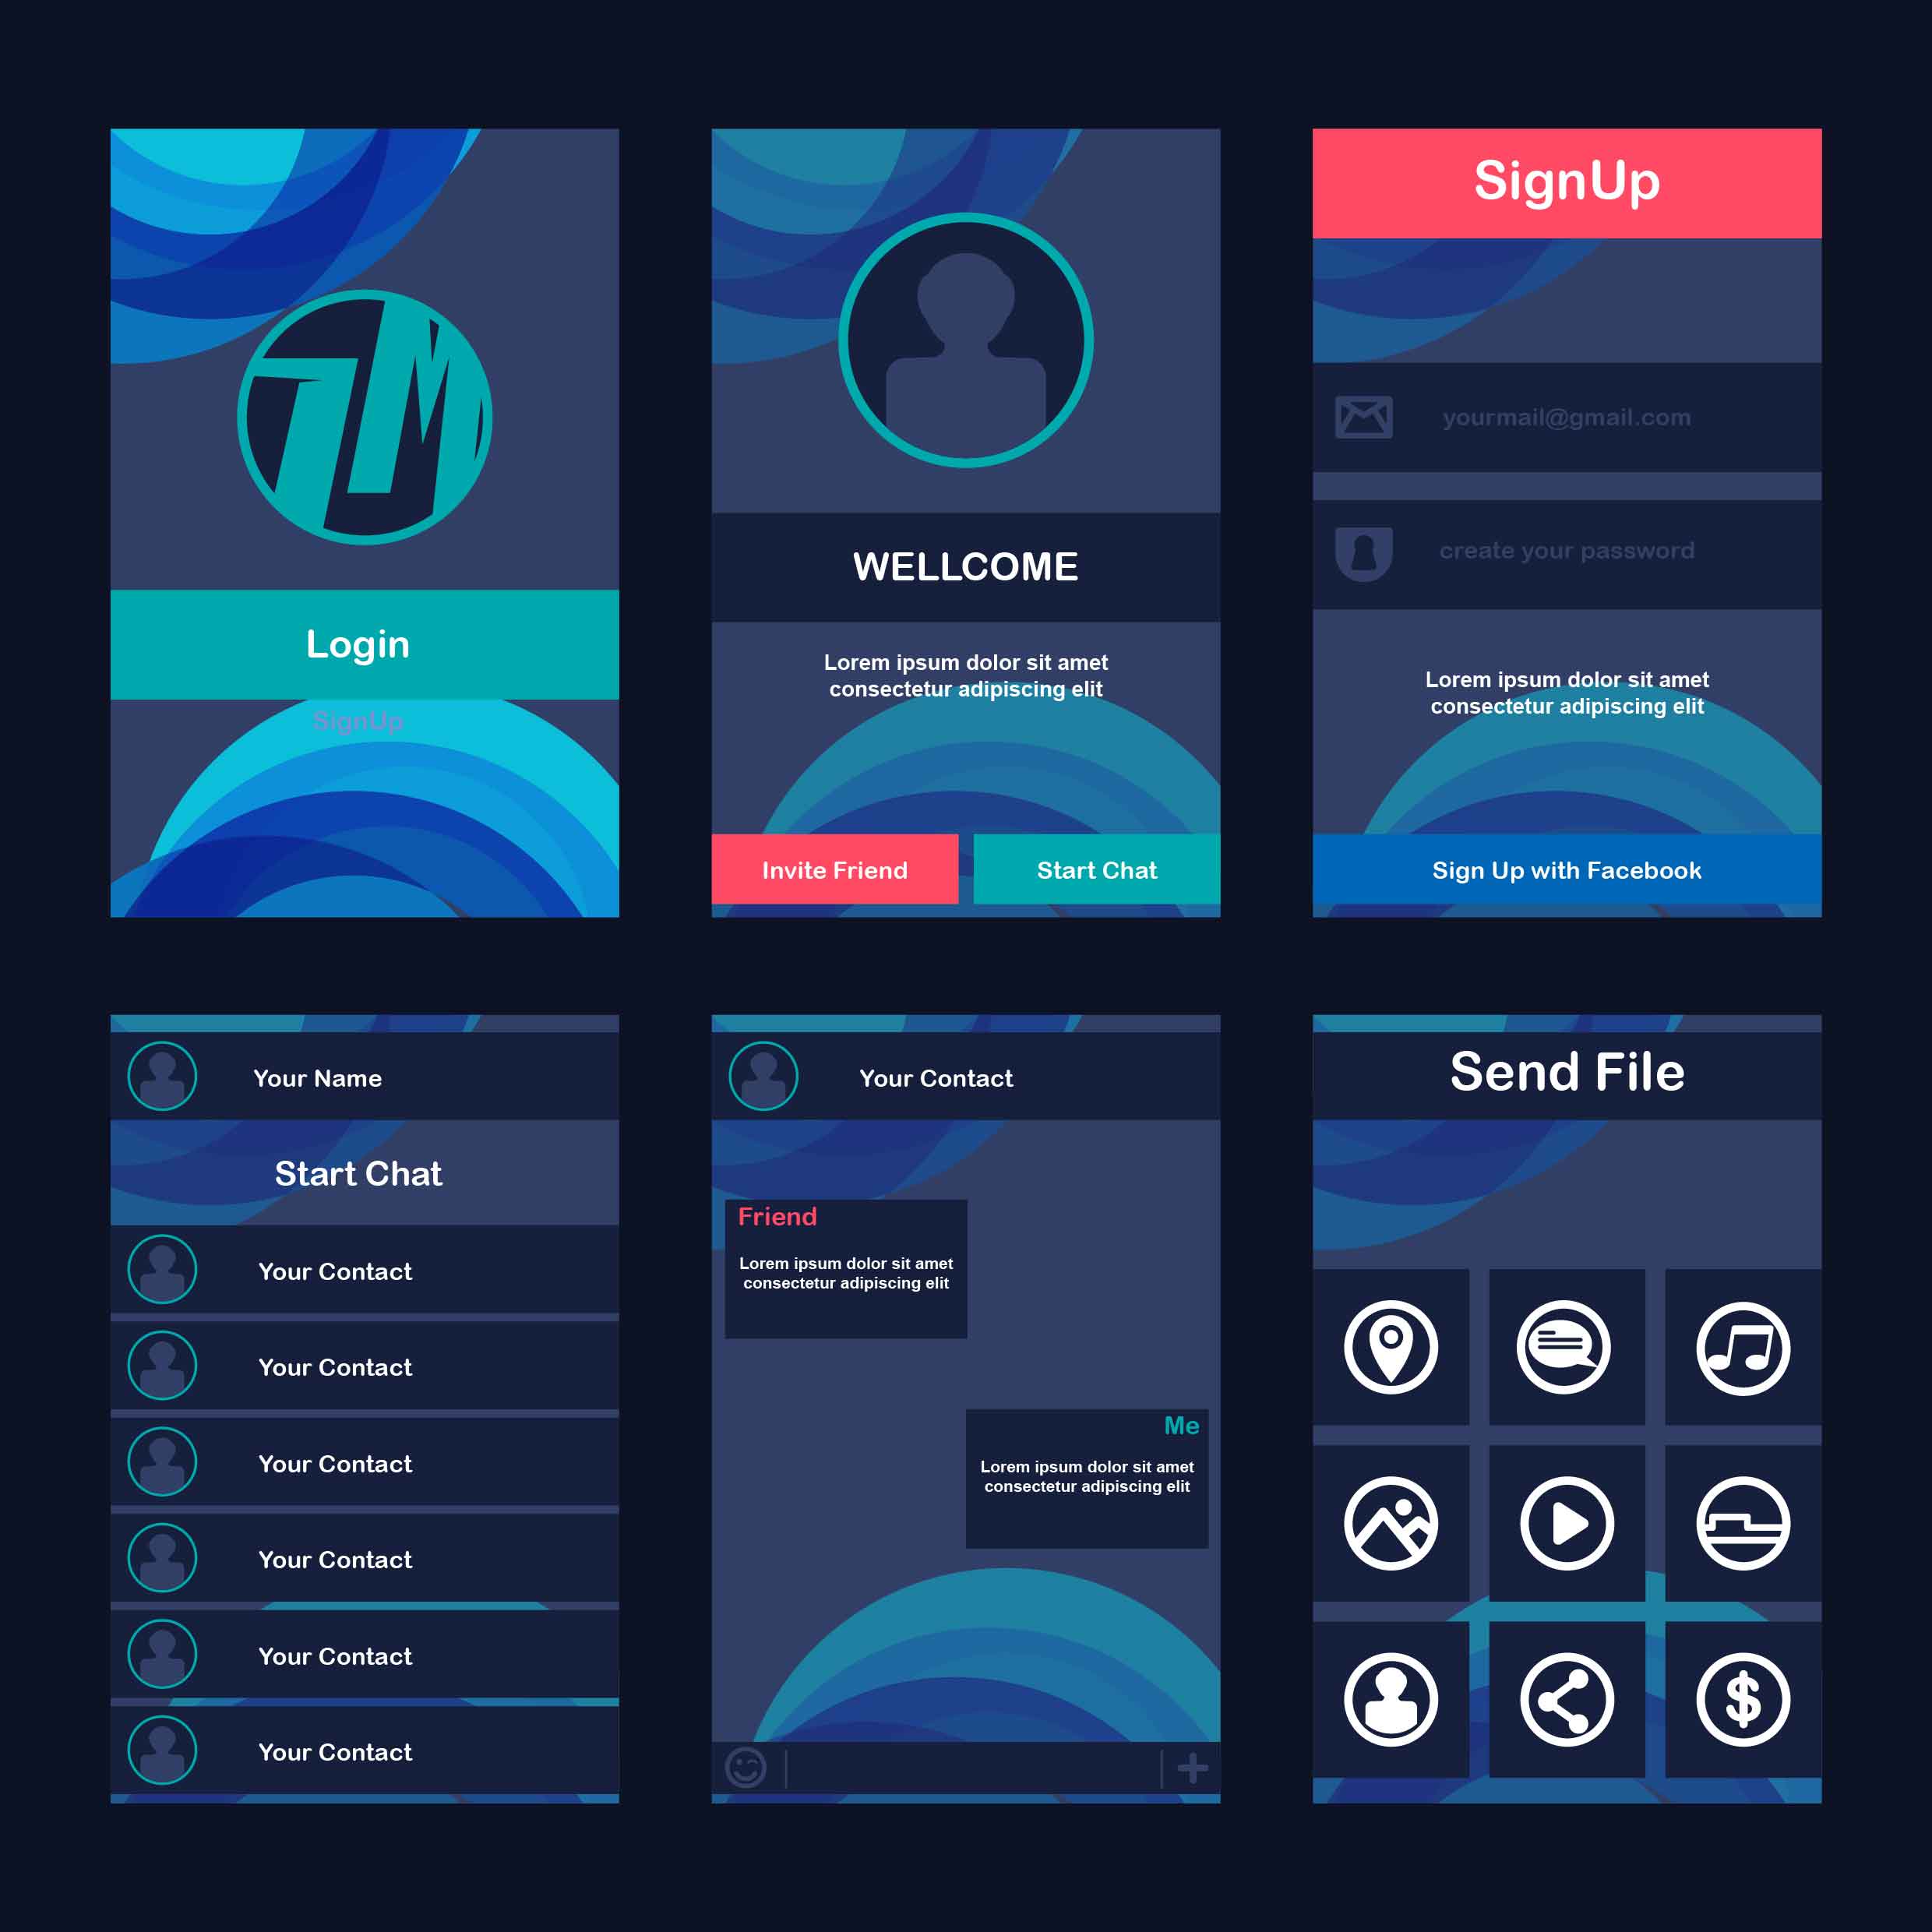 Login
SignUp
WELLCOME
Lorem ipsum dolor sit amet
consectetur adipiscing elit
Invite Friend
Start Chat
SignUp
yourmail@gmail.com
create your password
Lorem ipsum dolor sit amet
consectetur adipiscing elit
Sign Up with Facebook
Your Name
Start Chat
Your Contact
Your Contact
Your Contact
Your Contact
Your Contact
Your Contact
Your Contact
Friend
Lorem ipsum dolor sit amet
consectetur adipiscing elit
Me
Lorem ipsum dolor sit amet
consectetur adipiscing elit
Send File
$